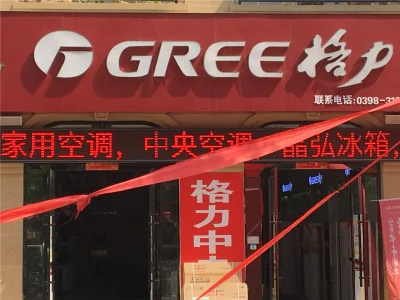 GREE 格力
联系电话:0398-31
家用空调，中央空调，晶弘冰箱，
格力中